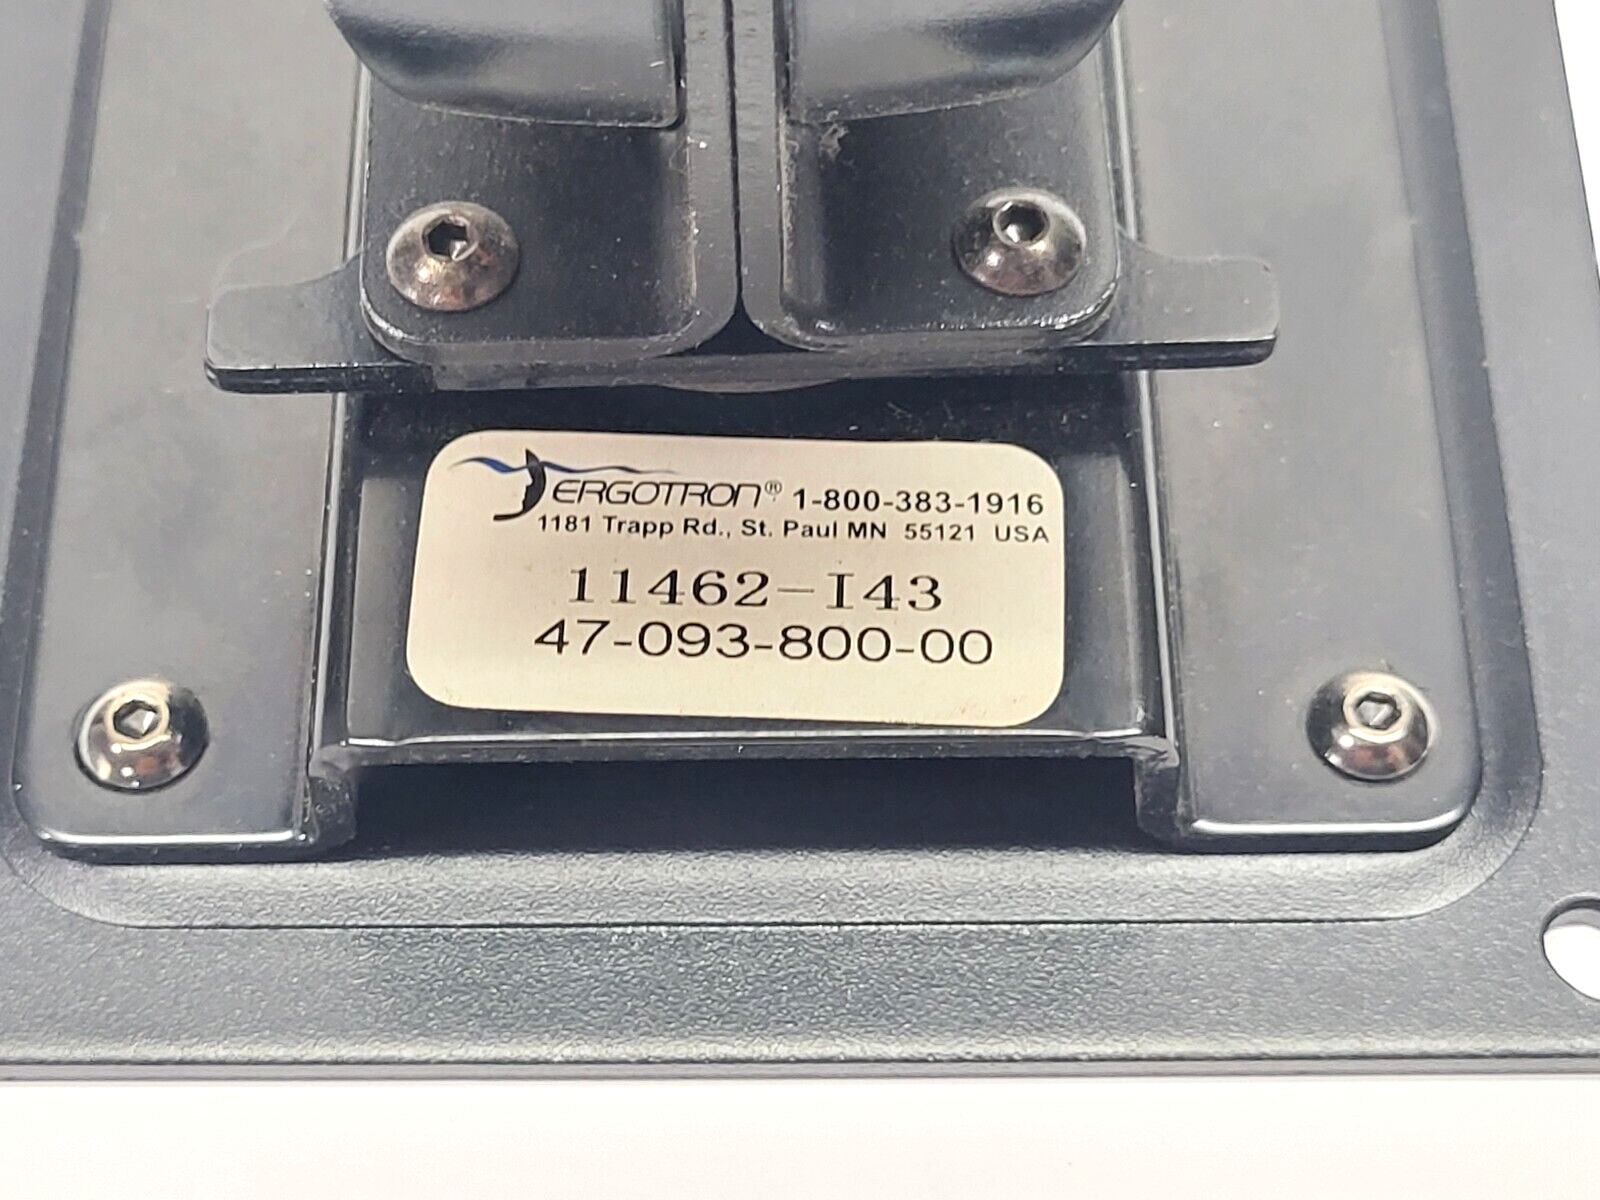 ERGOTRON® 1-800-383-1916
1181 Trapp Rd., St. Paul MN 55121 USA
11462-I43
47-093-800-00